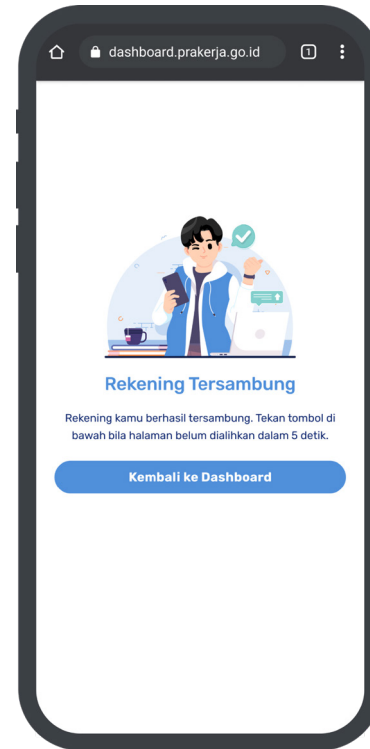 dashboard.prakerja.go.id
1
Rekening Tersambung
Rekening kamu berhasil tersambung. Tekan tombol di
bawah bila halaman belum dialihkan dalam 5 detik.
Kembali ke Dashboard